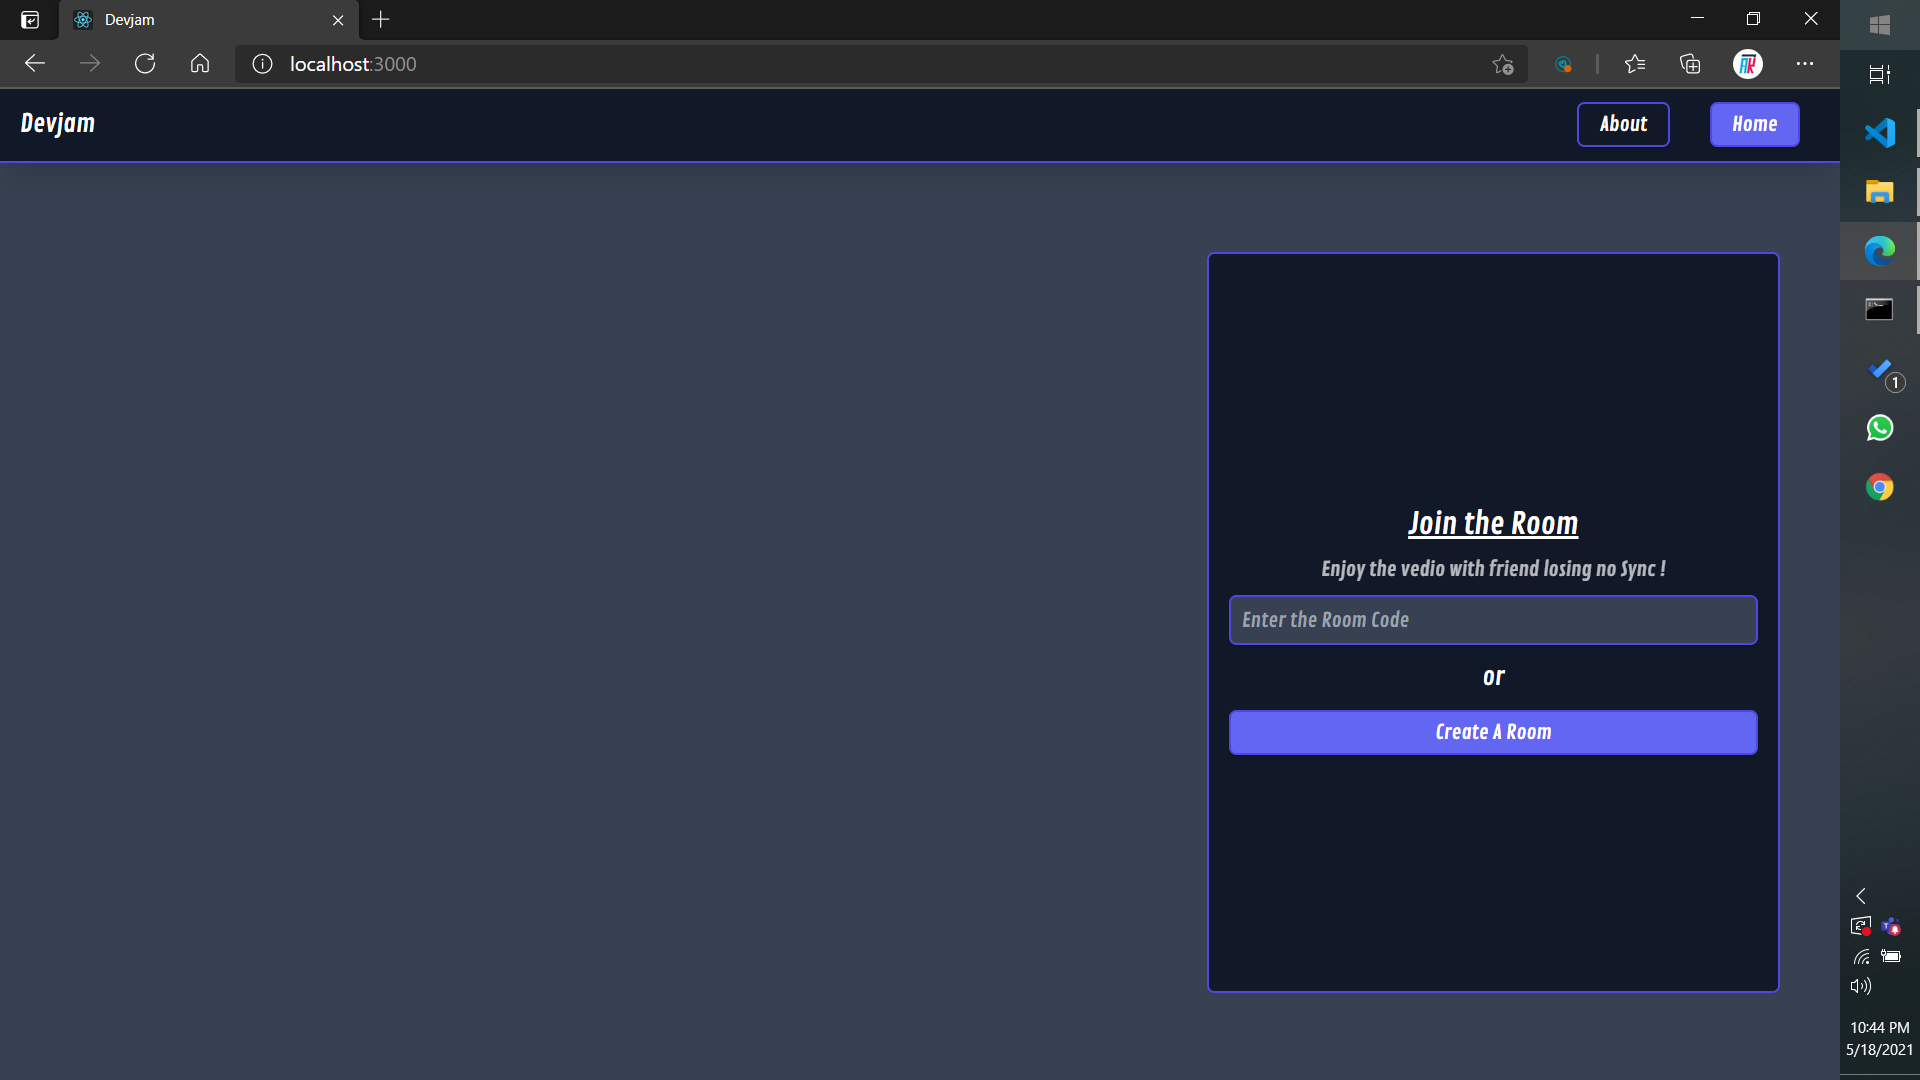 Devjam
localhost:3000
Devjam
About
Home
Join the Room
Enjoy the vedio with friend losing no Sync !
Enter the Room Code
or
Create A Room
1
10:44 PM
5/18/2021